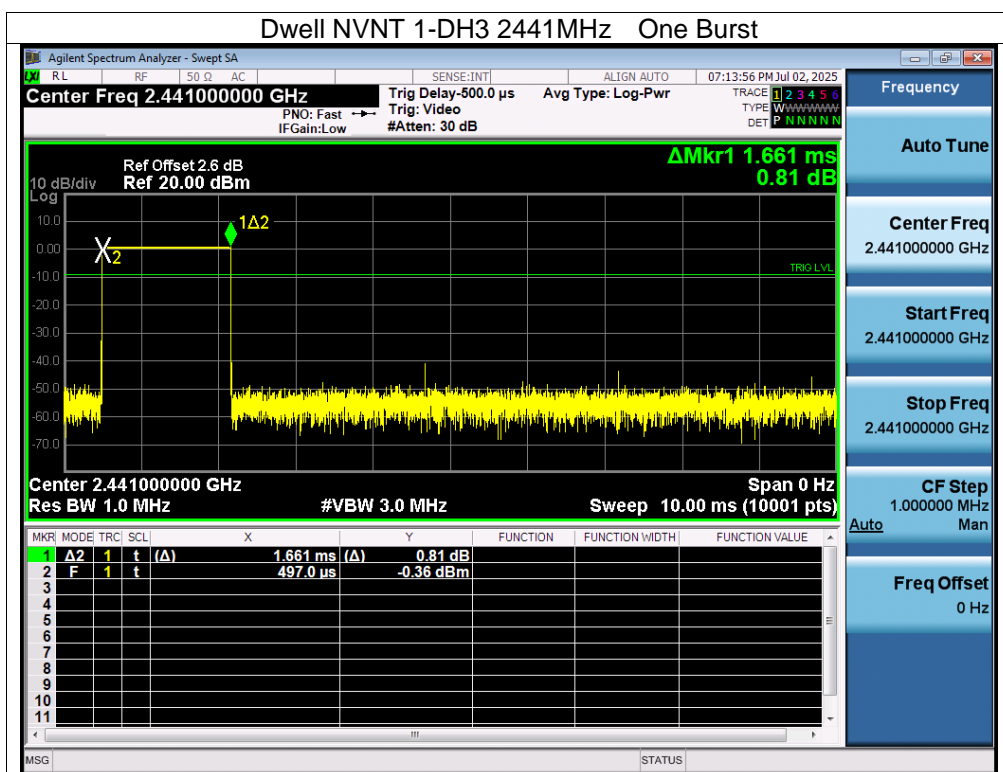 Dwell NVNT 1-DH3 2441MHz One Burst
Agilent Spectrum Analyzer - Swept SA
LXI RL RF 50 Ω AC SENSE:INT ALIGN AUTO 07:13:56 PM Jul 02, 2025
Center Freq 2.441000000 GHz
PNO: Fast
IFGain:Low
Trig Delay-500.0 µs
Trig: Video
#Atten: 30 dB
Avg Type: Log-Pwr
TRACE 1 2 3 4 5 6
TYPE WWWWWW
DET P N N N N N
ΔMkr1 1.661 ms
0.81 dB
Ref Offset 2.6 dB
10 dB/div Ref 20.00 dBm
Log
10.0
0.00
-10.0
-20.0
-30.0
-40.0
-50.0
-60.0
-70.0
1Δ2
2
TRIG LVL
Center 2.441000000 GHz Span 0 Hz
Res BW 1.0 MHz #VBW 3.0 MHz Sweep 10.00 ms (10001 pts)
MKR MODE TRC SCL X Y FUNCTION FUNCTION WIDTH FUNCTION VALUE
1 Δ2 1 t (Δ) 1.661 ms (Δ) 0.81 dB
2 F 1 t 497.0 µs -0.36 dBm
3
4
5
6
7
8
9
10
11
MSG STATUS
Frequency
Auto Tune
Center Freq
2.441000000 GHz
Start Freq
2.441000000 GHz
Stop Freq
2.441000000 GHz
CF Step
1.000000 MHz
Auto Man
Freq Offset
0 Hz